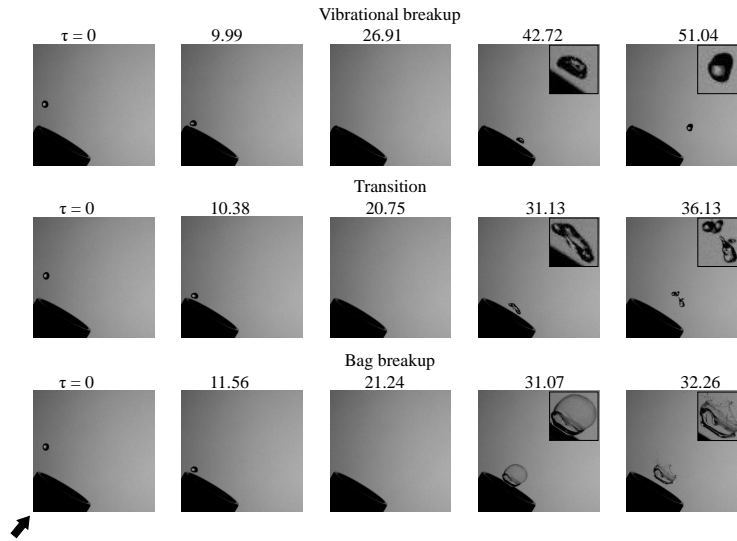 Vibrational breakup
τ = 0 9.99 26.91 42.72 51.04
Transition
τ = 0 10.38 20.75 31.13 36.13
Bag breakup
τ = 0 11.56 21.24 31.07 32.26